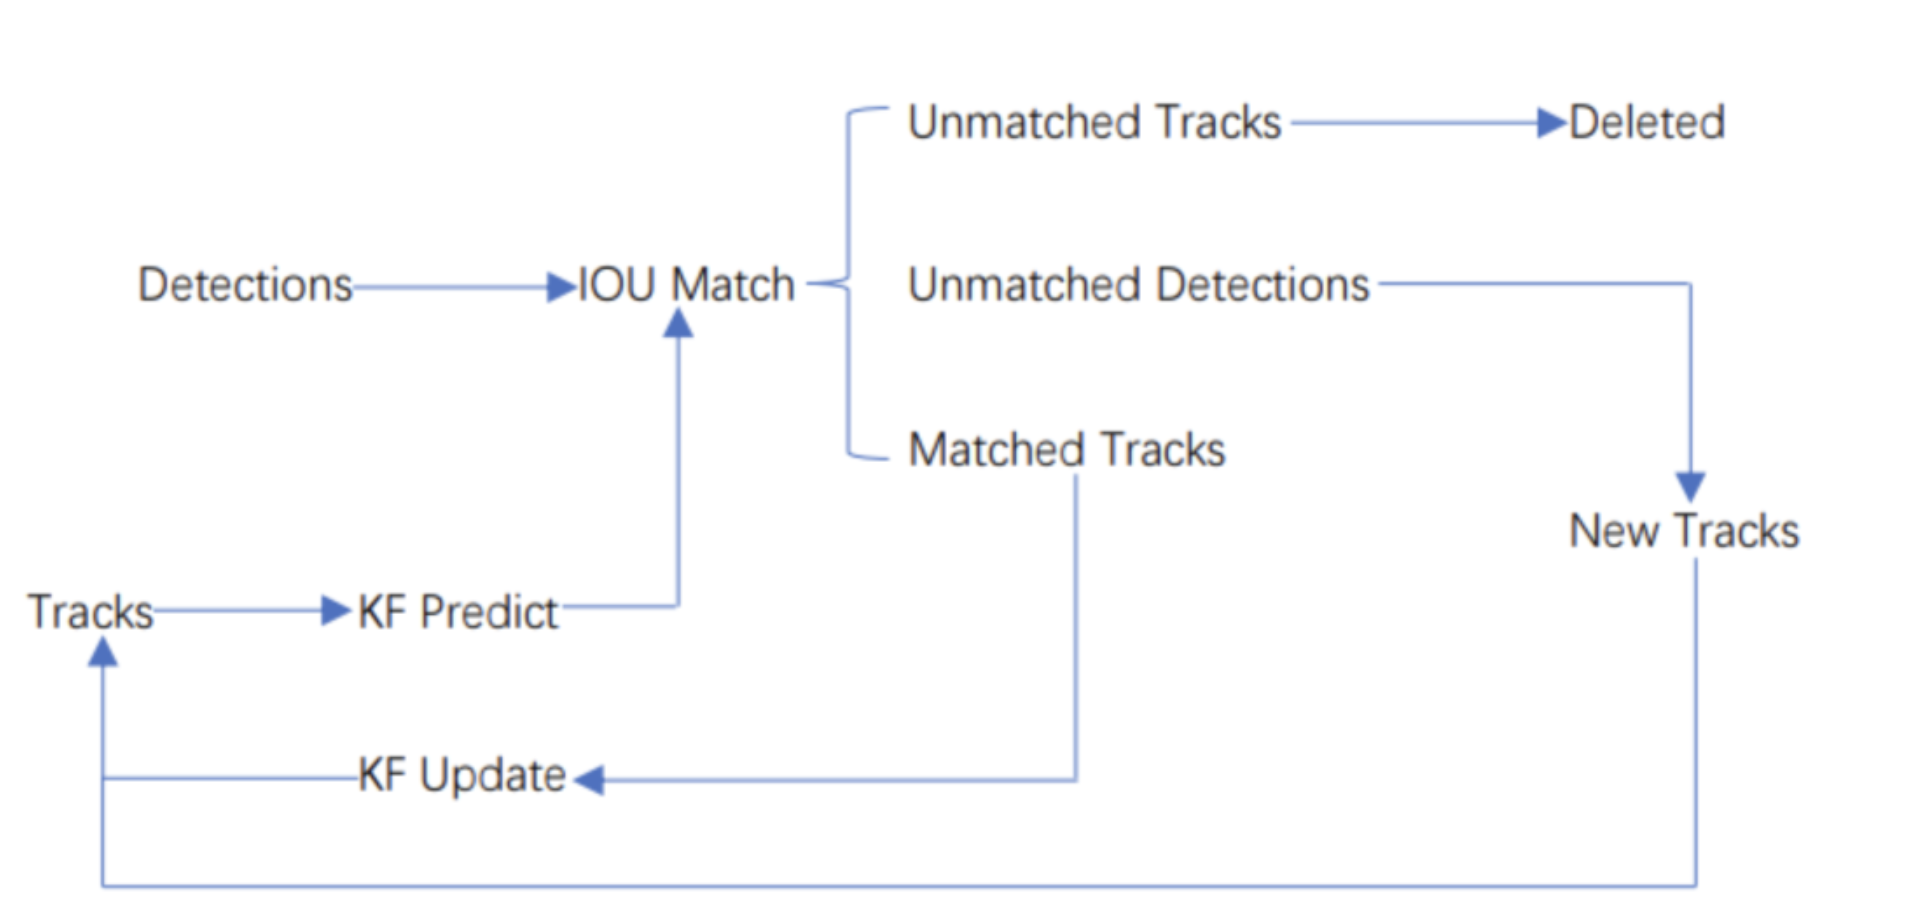 Unmatched Tracks
Deleted
Detections
IOU Match
Unmatched Detections
Matched Tracks
New Tracks
Tracks
KF Predict
KF Update